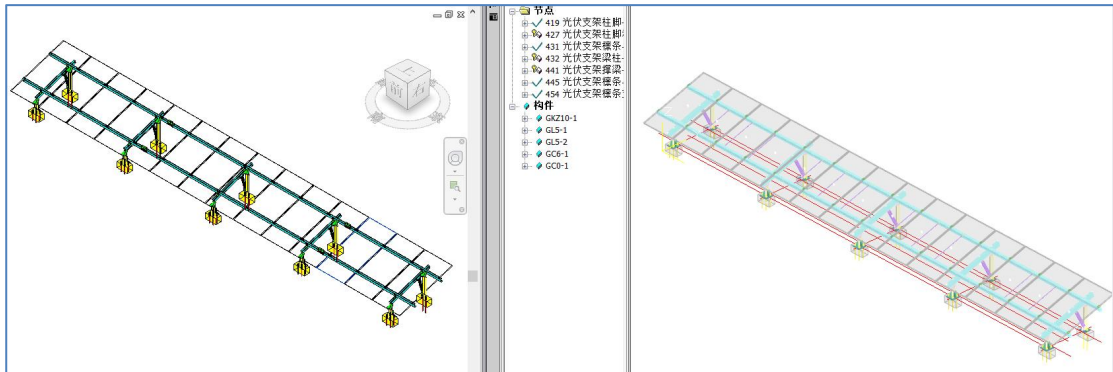 上
前
右
节点
419 光伏支架柱脚
427 光伏支架柱脚
431 光伏支架檩条
432 光伏支架梁柱
441 光伏支架撑梁
445 光伏支架檩条
454 光伏支架檩条
构件
GKZ10-1
GL5-1
GL5-2
GC6-1
GC0-1